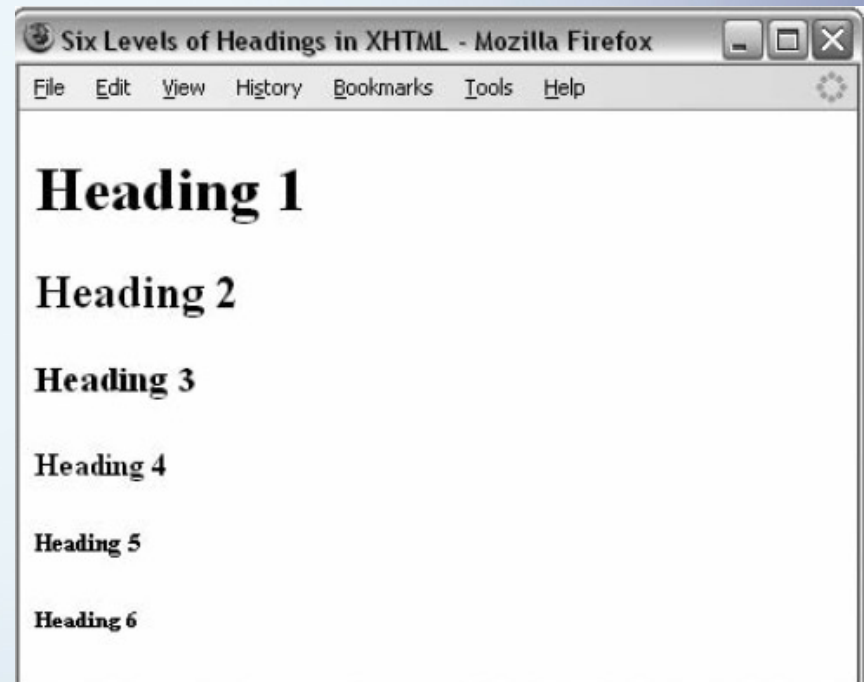 Six Levels of Headings in XHTML - Mozilla Firefox
File Edit View History Bookmarks Tools Help
Heading 1
Heading 2
Heading 3
Heading 4
Heading 5
Heading 6